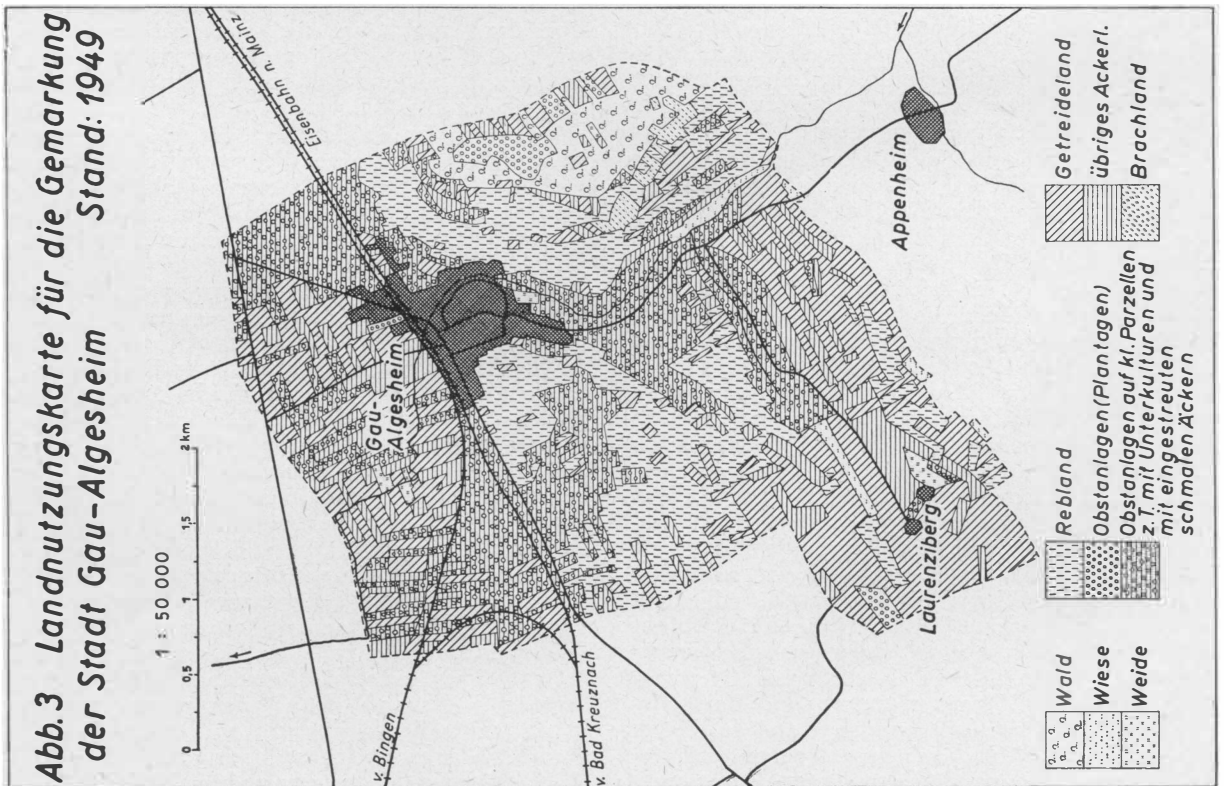 Abb.3 Landnutzungskarte für die Gemarkung
der Stadt Gau-Algesheim Stand: 1949
1 : 50 000
0 0,5 1 1,5 2 km
Eisenbahn n. Mainz
v. Bingen
v. Bad Kreuznach
Gau-
Algesheim
Appenheim
Laurenziberg
Wald
Wiese
Weide
Rebland
Obstanlagen (Plantagen)
Obstanlagen auf kl. Parzellen
z.T. mit Unterkulturen und
mit eingestreuten
schmalen Äckern
Getreideland
übriges Ackerl.
Brachland